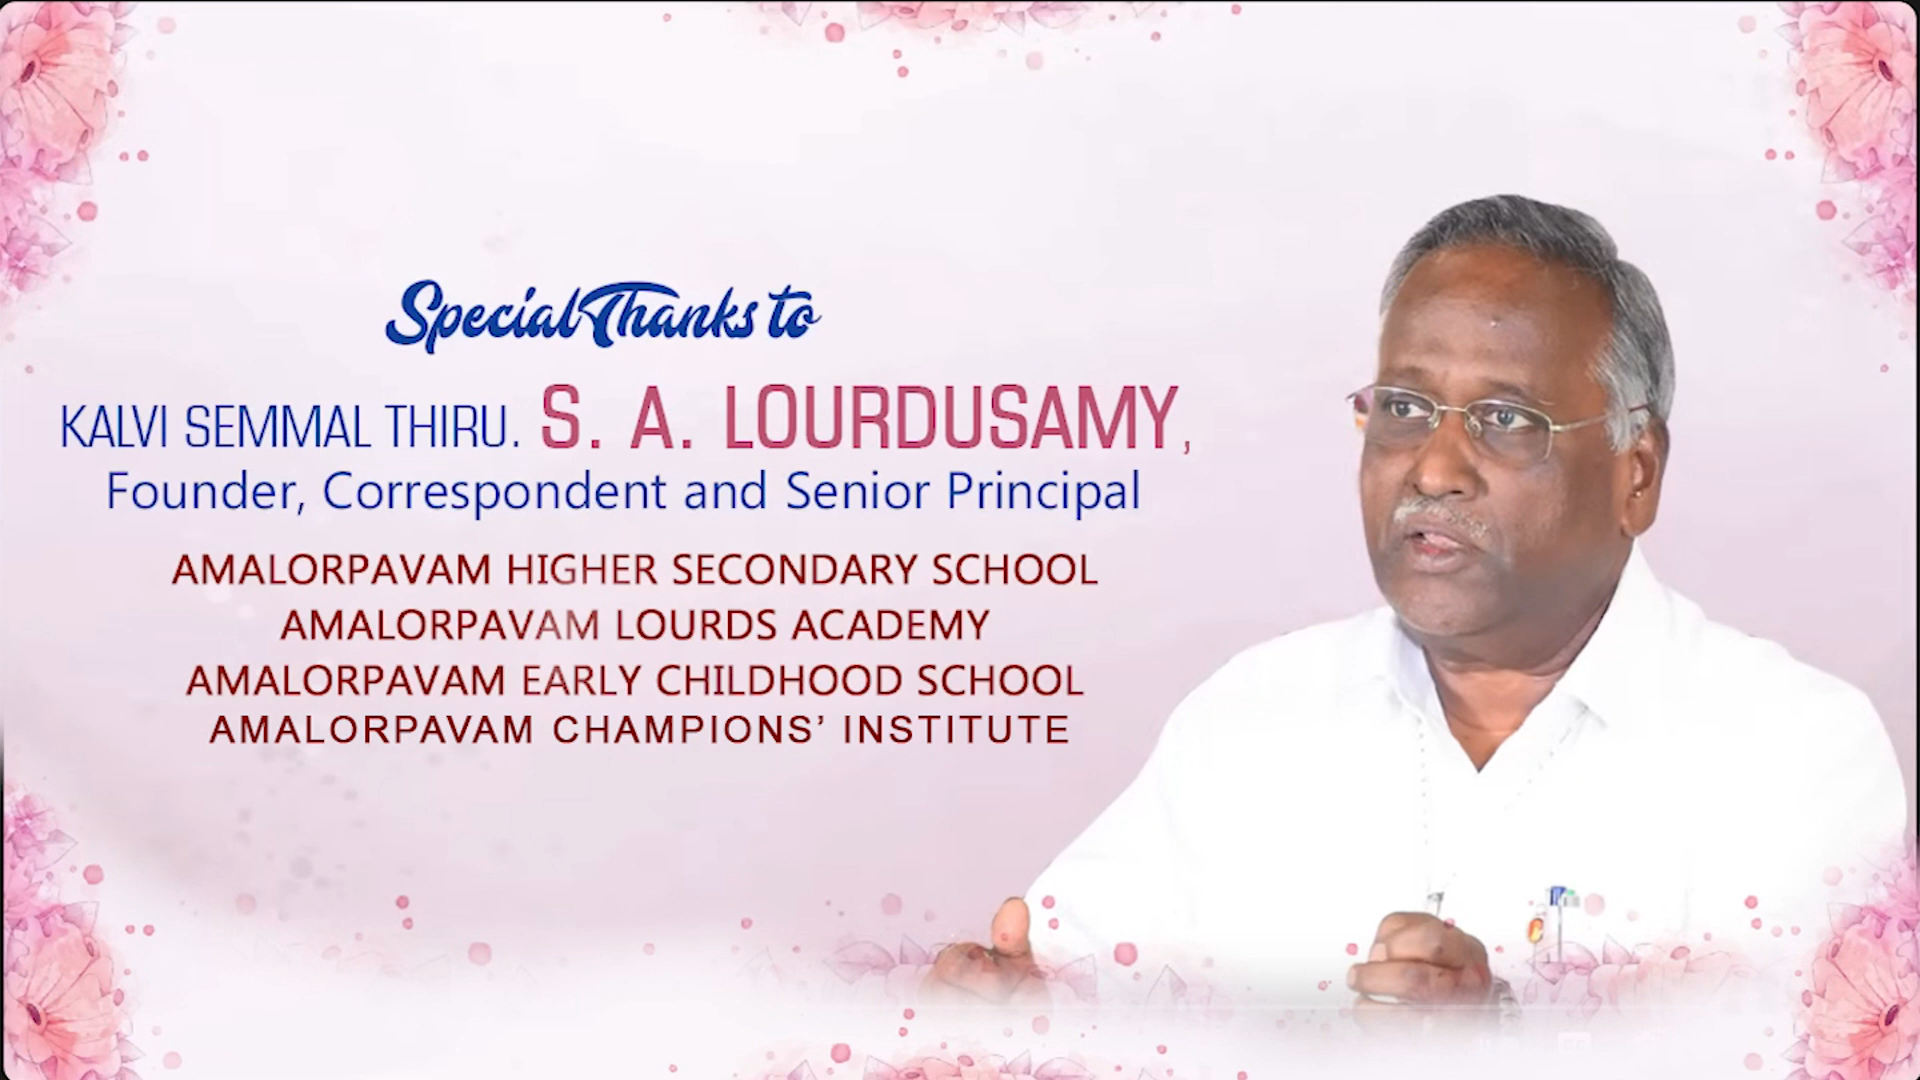 Special Thanks to
KALVI SEMMAL THIRU. S. A. LOURDUSAMY,
Founder, Correspondent and Senior Principal
AMALORPAVAM HIGHER SECONDARY SCHOOL
AMALORPAVAM LOURDS ACADEMY
AMALORPAVAM EARLY CHILDHOOD SCHOOL
AMALORPAVAM CHAMPIONS’ INSTITUTE